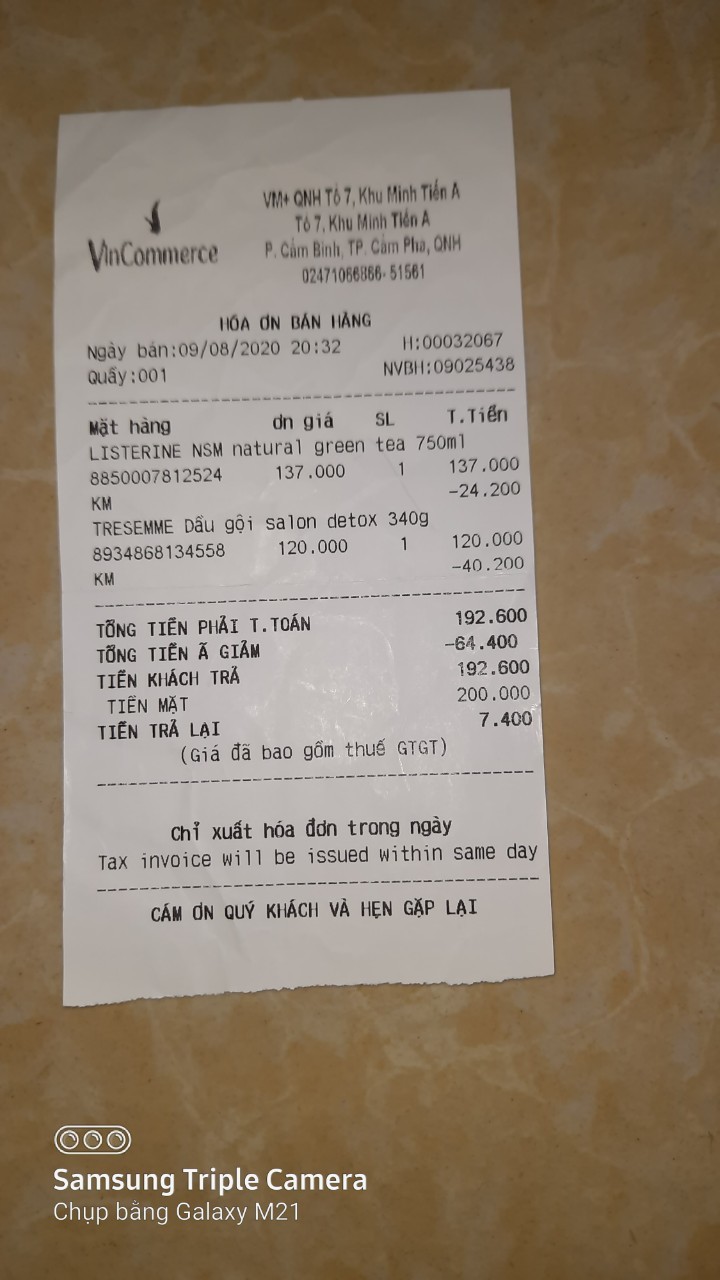 VinCommerce
VM+ QNH Tổ 7, Khu Minh Tiến A
Tổ 7, Khu Minh Tiến A
P. Cẩm Bình, TP. Cẩm Phả, QNH
02471066866- 51561
HÓA ƠN BÁN HÀNG
Ngày bán:09/08/2020 20:32 H:00032067
Quầy:001 NVBH:09025438
Mặt hàng ơn giá SL T.Tiền
LISTERINE NSM natural green tea 750ml
8850007812524 137.000 1 137.000
KM -24.200
TRESEMME Dầu gội salon detox 340g
8934868134558 120.000 1 120.000
KM -40.200
TỔNG TIỀN PHẢI T.TOÁN 192.600
TỔNG TIỀN Ã GIẢM -64.400
TIỀN KHÁCH TRẢ 192.600
TIỀN MẶT 200.000
TIỀN TRẢ LẠI 7.400
(Giá đã bao gồm thuế GTGT)
Chỉ xuất hóa đơn trong ngày
Tax invoice will be issued within same day
CÁM ƠN QUÝ KHÁCH VÀ HẸN GẶP LẠI
Samsung Triple Camera
Chụp bằng Galaxy M21